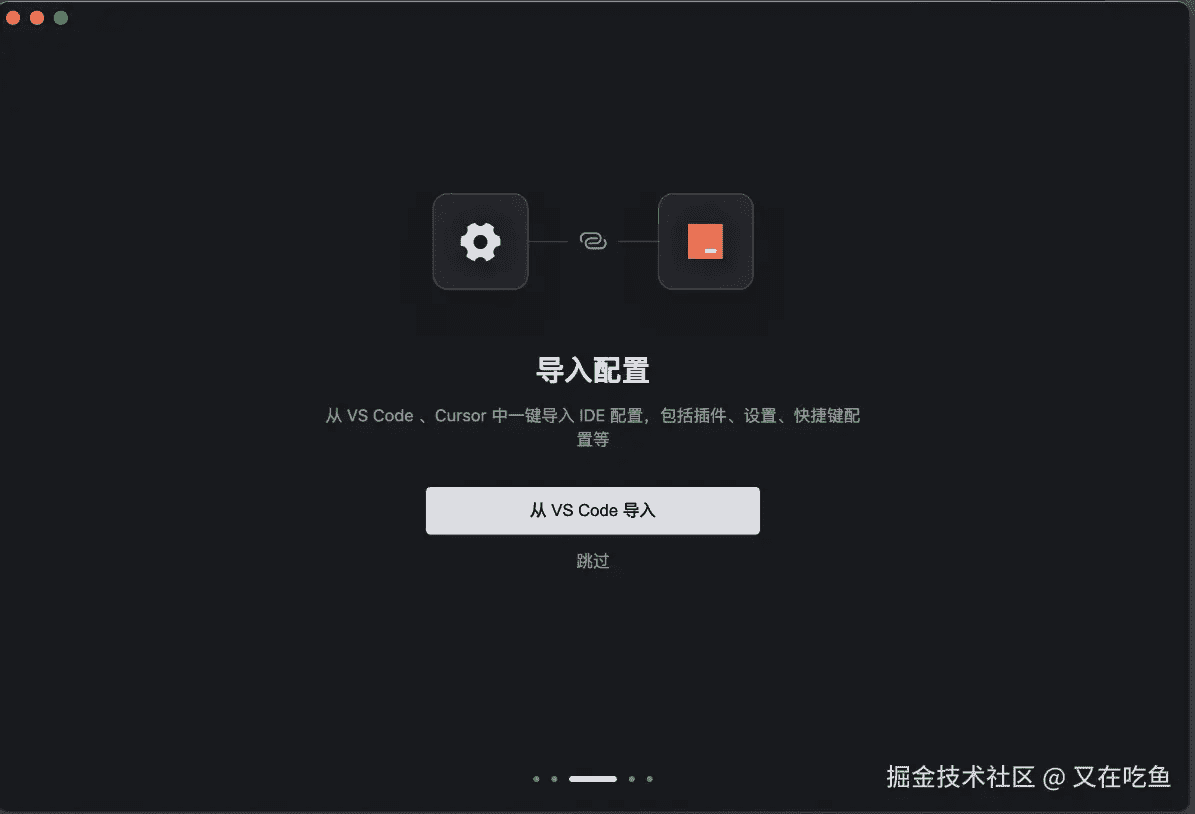 导入配置
从 VS Code 、Cursor 中一键导入 IDE 配置，包括插件、设置、快捷键配
置等
从 VS Code 导入
跳过
掘金技术社区 @ 又在吃鱼